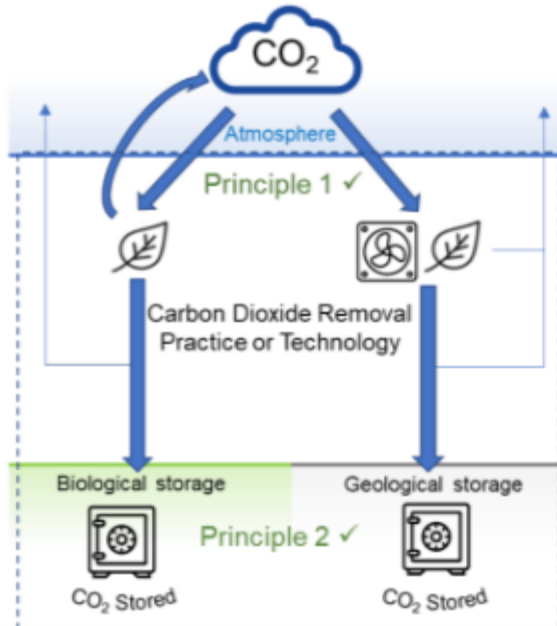 CO₂
Atmosphere
Principle 1 ✓
Carbon Dioxide Removal
Practice or Technology
Biological storage
Geological storage
Principle 2 ✓
CO₂ Stored
CO₂ Stored